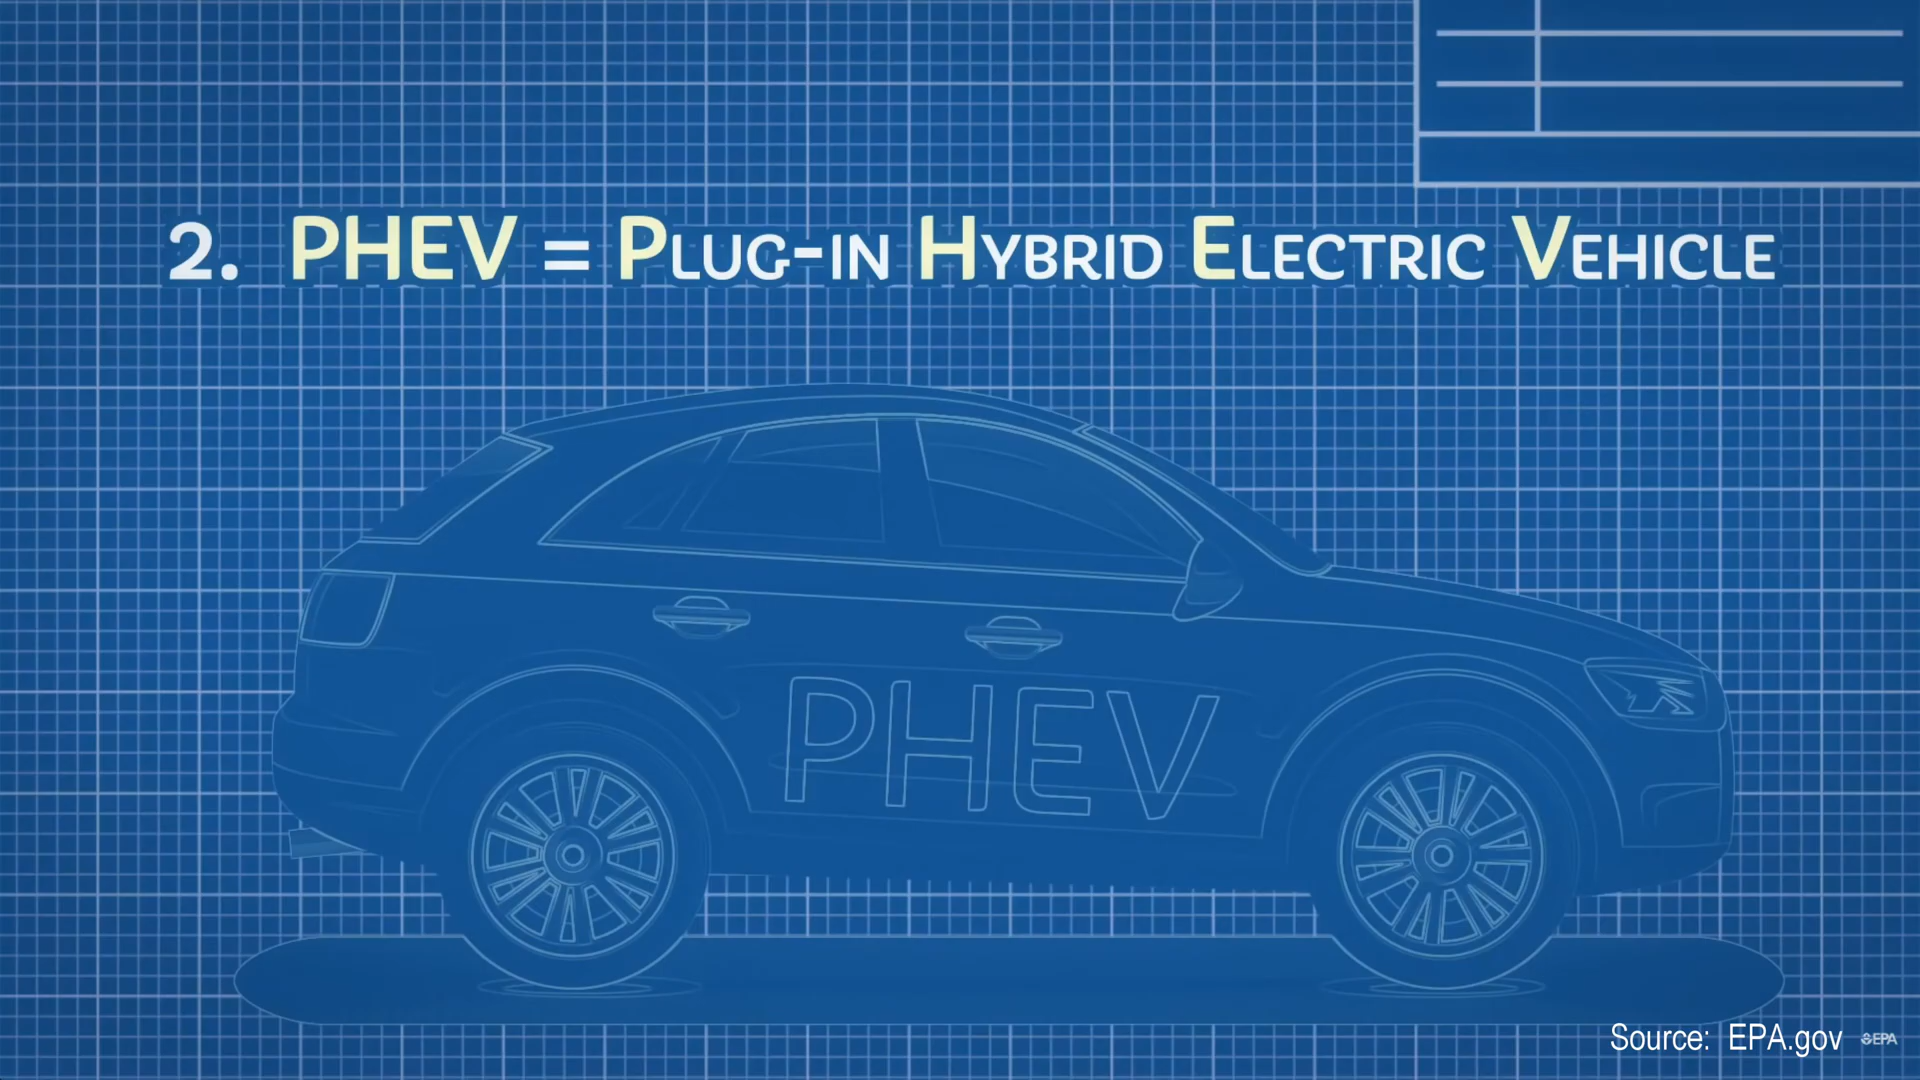 2. PHEV = Plug-in Hybrid Electric Vehicle
PHEV
Source: EPA.gov
EPA